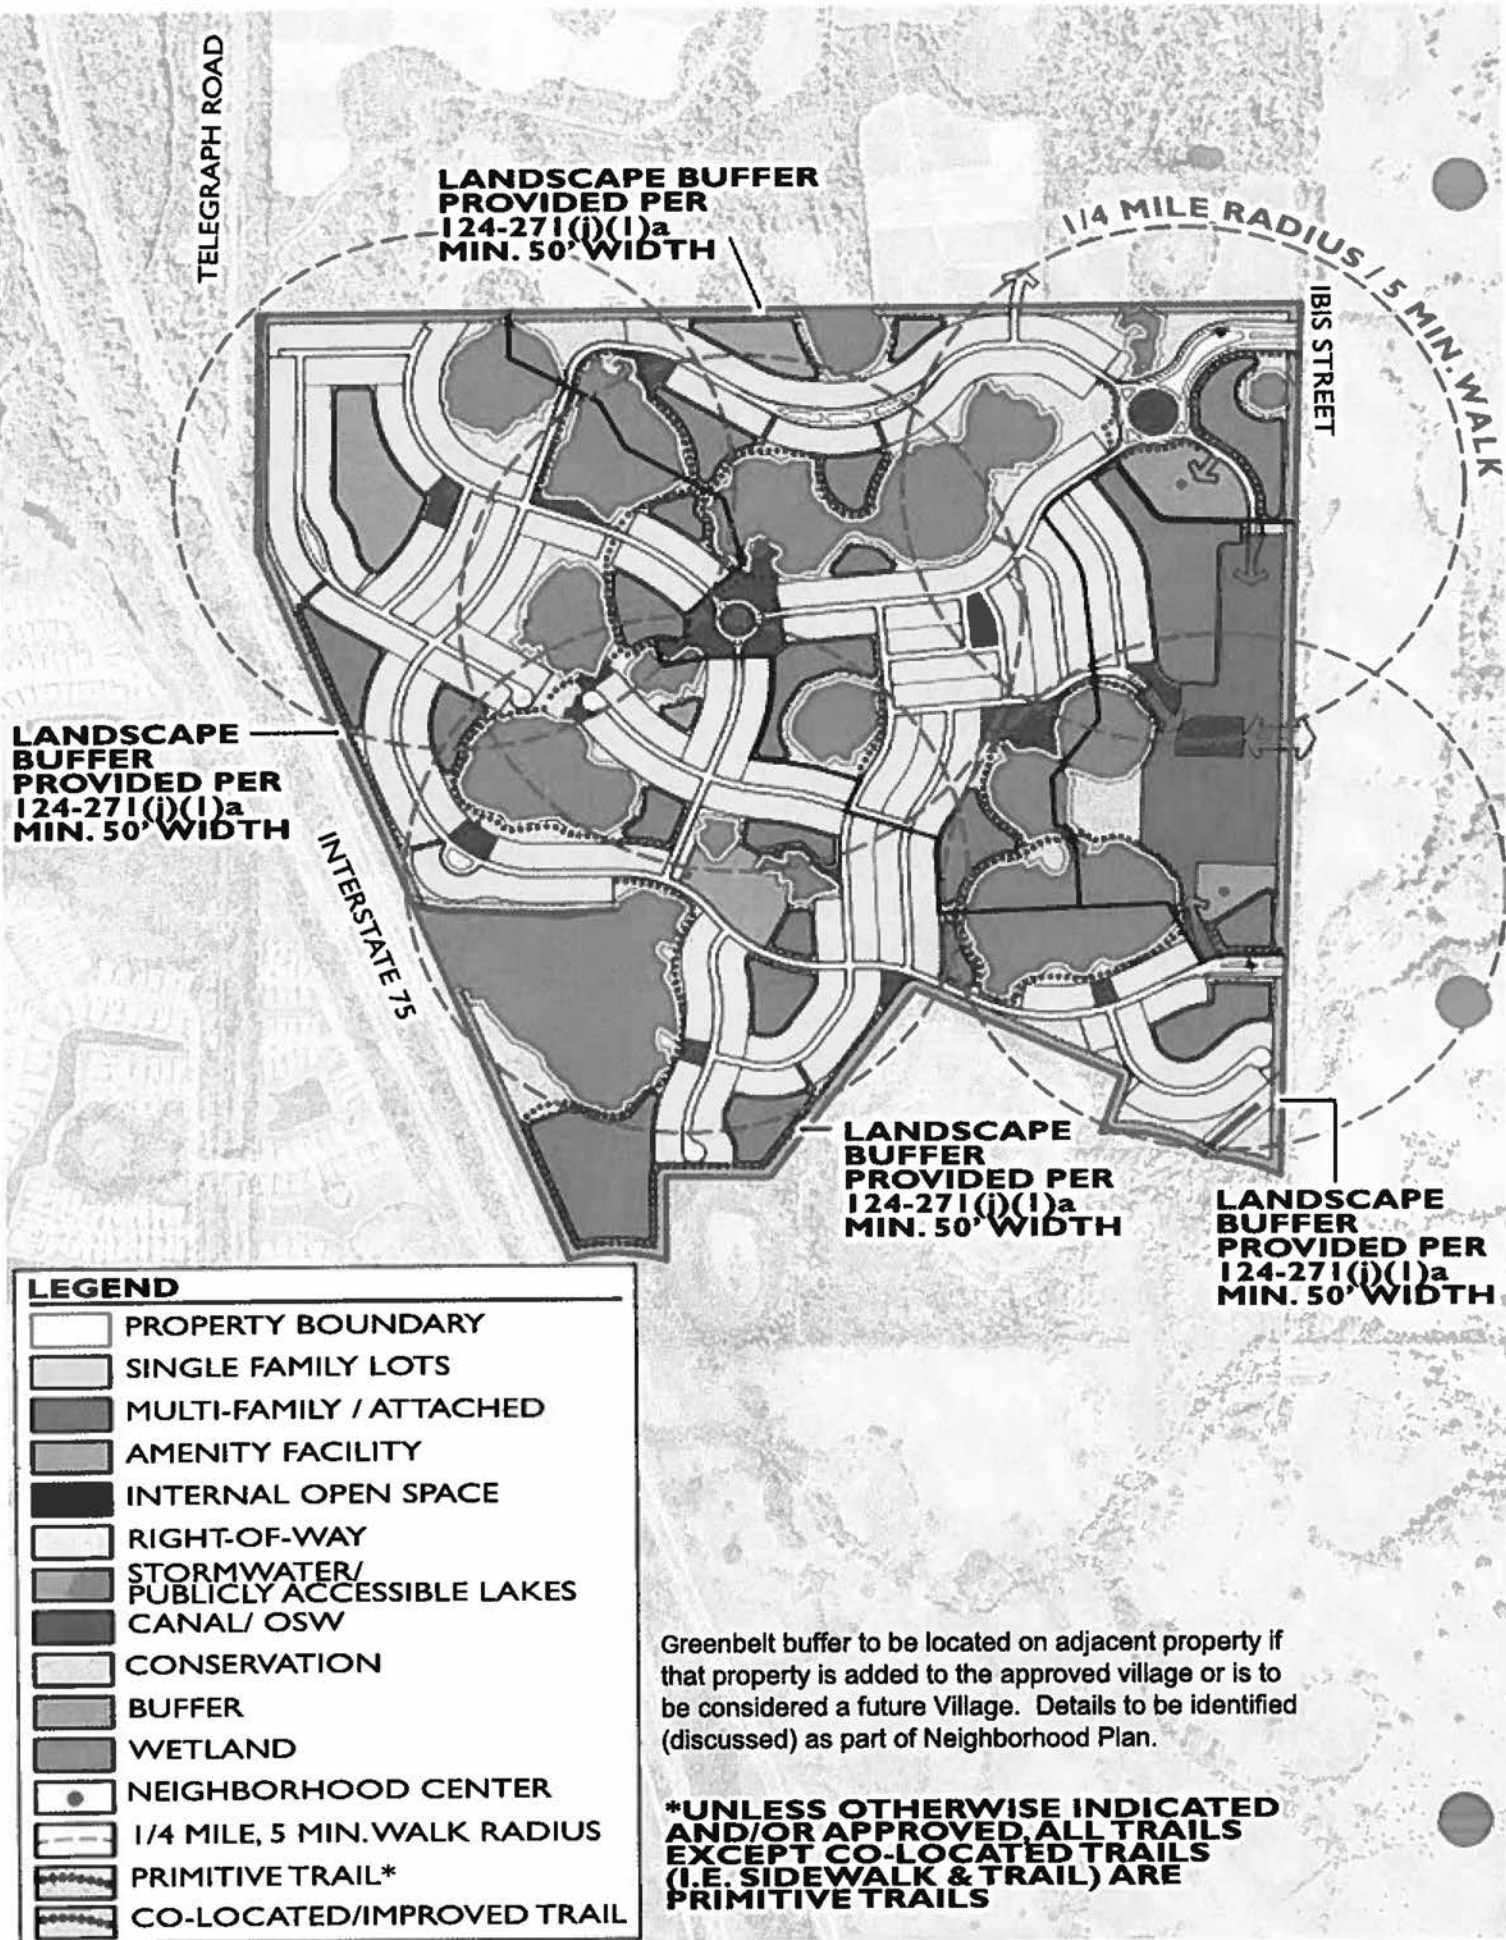 TELEGRAPH ROAD
LANDSCAPE BUFFER
PROVIDED PER
124-271(i)(1)a
MIN. 50' WIDTH
1/4 MILE RADIUS / 5 MIN. WALK
IBIS STREET
LANDSCAPE
BUFFER
PROVIDED PER
124-271(i)(1)a
MIN. 50' WIDTH
INTERSTATE 75
LANDSCAPE
BUFFER
PROVIDED PER
124-271(i)(1)a
MIN. 50' WIDTH
LANDSCAPE
BUFFER
PROVIDED PER
124-271(i)(1)a
MIN. 50' WIDTH
LEGEND
PROPERTY BOUNDARY
SINGLE FAMILY LOTS
MULTI-FAMILY / ATTACHED
AMENITY FACILITY
INTERNAL OPEN SPACE
RIGHT-OF-WAY
STORMWATER/
PUBLICLY ACCESSIBLE LAKES
CANAL/ OSW
CONSERVATION
BUFFER
WETLAND
NEIGHBORHOOD CENTER
1/4 MILE, 5 MIN. WALK RADIUS
PRIMITIVE TRAIL*
CO-LOCATED/IMPROVED TRAIL
Greenbelt buffer to be located on adjacent property if
that property is added to the approved village or is to
be considered a future Village. Details to be identified
(discussed) as part of Neighborhood Plan.
*UNLESS OTHERWISE INDICATED
AND/OR APPROVED, ALL TRAILS
EXCEPT CO-LOCATED TRAILS
(I.E. SIDEWALK & TRAIL) ARE
PRIMITIVE TRAILS